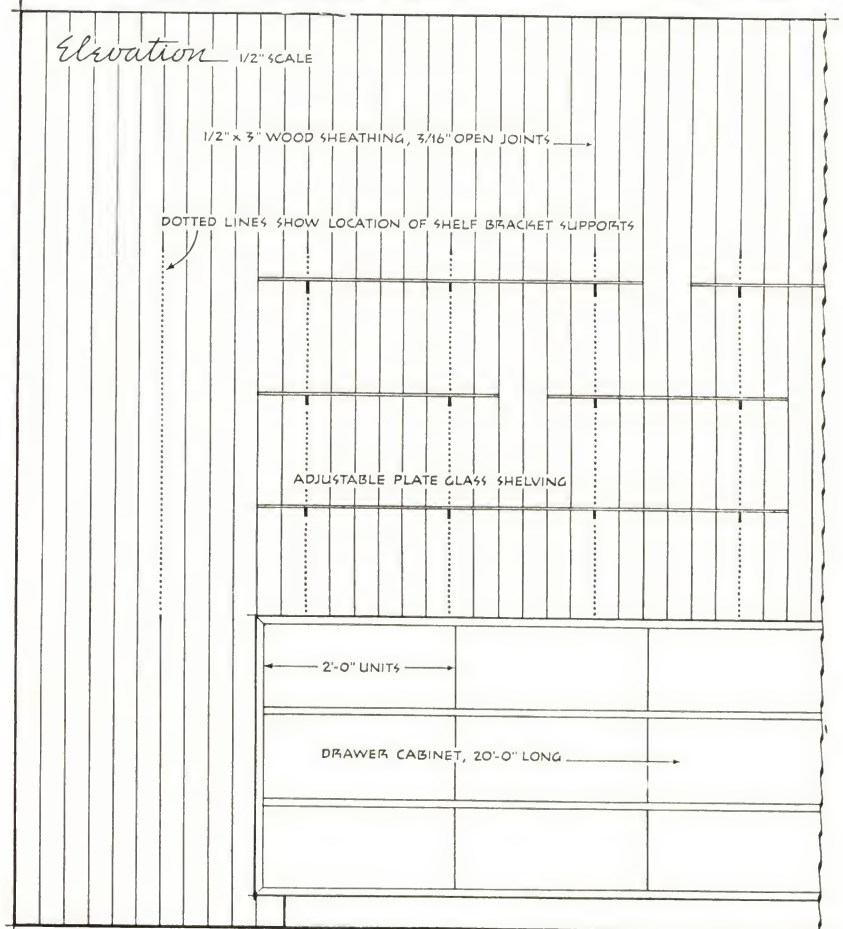 Elevation 1/2" SCALE
1/2" x 3" WOOD SHEATHING, 3/16" OPEN JOINTS
DOTTED LINES SHOW LOCATION OF SHELF BRACKET SUPPORTS
ADJUSTABLE PLATE GLASS SHELVING
2'-0" UNITS
DRAWER CABINET, 20'-0" LONG